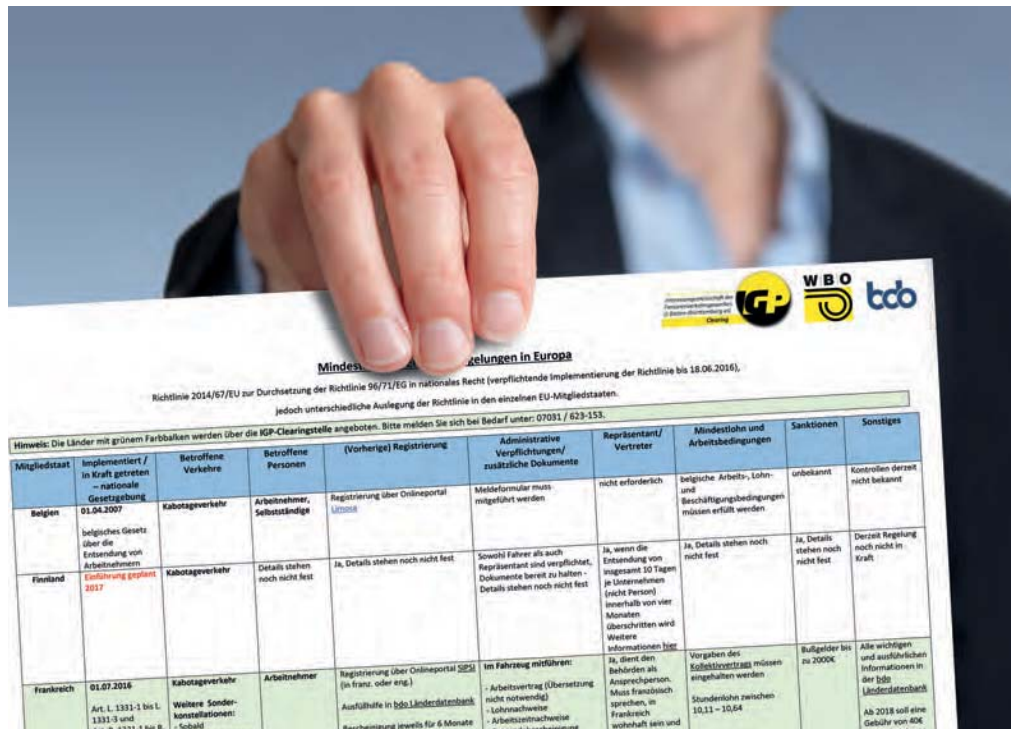 Clearing
IGP
WBO
bdo
Mindest
gelungen in Europa
Richtlinie 2014/67/EU zur Durchsetzung der Richtlinie 96/71/EG in nationales Recht (verpflichtende Implementierung der Richtlinie bis 18.06.2016),
jedoch unterschiedliche Auslegung der Richtlinie in den einzelnen EU-Mitgliedstaaten.
Hinweis: Die Länder mit grünem Farbbalken werden über die IGP-Clearingstelle angeboten. Bitte melden Sie sich bei Bedarf unter: 07031 / 623-153.
Mitgliedstaat
Implementiert /
in Kraft getreten
– nationale
Gesetzgebung
Betroffene
Verkehre
Betroffene
Personen
(Vorherige) Registrierung
Administrative
Verpflichtungen/
zusätzliche Dokumente
Repräsentant/
Vertreter
Mindestlohn und
Arbeitsbedingungen
Sanktionen
Sonstiges
Belgien
01.04.2007
belgisches Gesetz
über die
Entsendung von
Arbeitnehmern
Kabotageverkehr
Arbeitnehmer,
Selbstständige
Registrierung über Onlineportal
Limosa
Meldeformular muss
mitgeführt werden
nicht erforderlich
belgische Arbeits-, Lohn-
und
Beschäftigungsbedingungen
müssen erfüllt werden
unbekannt
Kontrollen derzeit
nicht bekannt
Finnland
Einführung geplant
2017
Kabotageverkehr
Details stehen
noch nicht fest
Ja, Details stehen noch nicht fest
Sowohl Fahrer als auch
Repräsentant sind verpflichtet,
Dokumente bereit zu halten -
Details stehen noch nicht fest
Ja, wenn die
Entsendung von
insgesamt 10 Tagen
je Unternehmen
(nicht Person)
innerhalb von vier
Monaten
überschritten wird
Weitere
Informationen hier
Ja, Details stehen noch
nicht fest
Ja, Details
stehen noch
nicht fest
Derzeit Regelung
noch nicht in
Kraft
Frankreich
01.07.2016
Art. L. 1331-1 bis L.
1331-3 und
Kabotageverkehr
Weitere Sonder-
konstellationen:
- Sobald
Arbeitnehmer
Registrierung über Onlineportal SIPSI
(in franz. oder eng.)
Ausfüllhilfe in bdo Länderdatenbank
Bescheinigung jeweils für 6 Monate
Im Fahrzeug mitführen:
- Arbeitsvertrag (Übersetzung
nicht notwendig)
- Lohnnachweise
- Arbeitszeitnachweise
Ja, dient den
Behörden als
Ansprechperson.
Muss französisch
sprechen, in
Frankreich
wohnhaft sein und
Vorgaben des
Kollektivvertrags müssen
eingehalten werden
Stundenlohn zwischen
10,11 – 10,64
Bußgelder bis
zu 2000€
Alle wichtigen
und ausführlichen
Informationen in
der bdo
Länderdatenbank
Ab 2018 soll eine
Gebühr von 40€